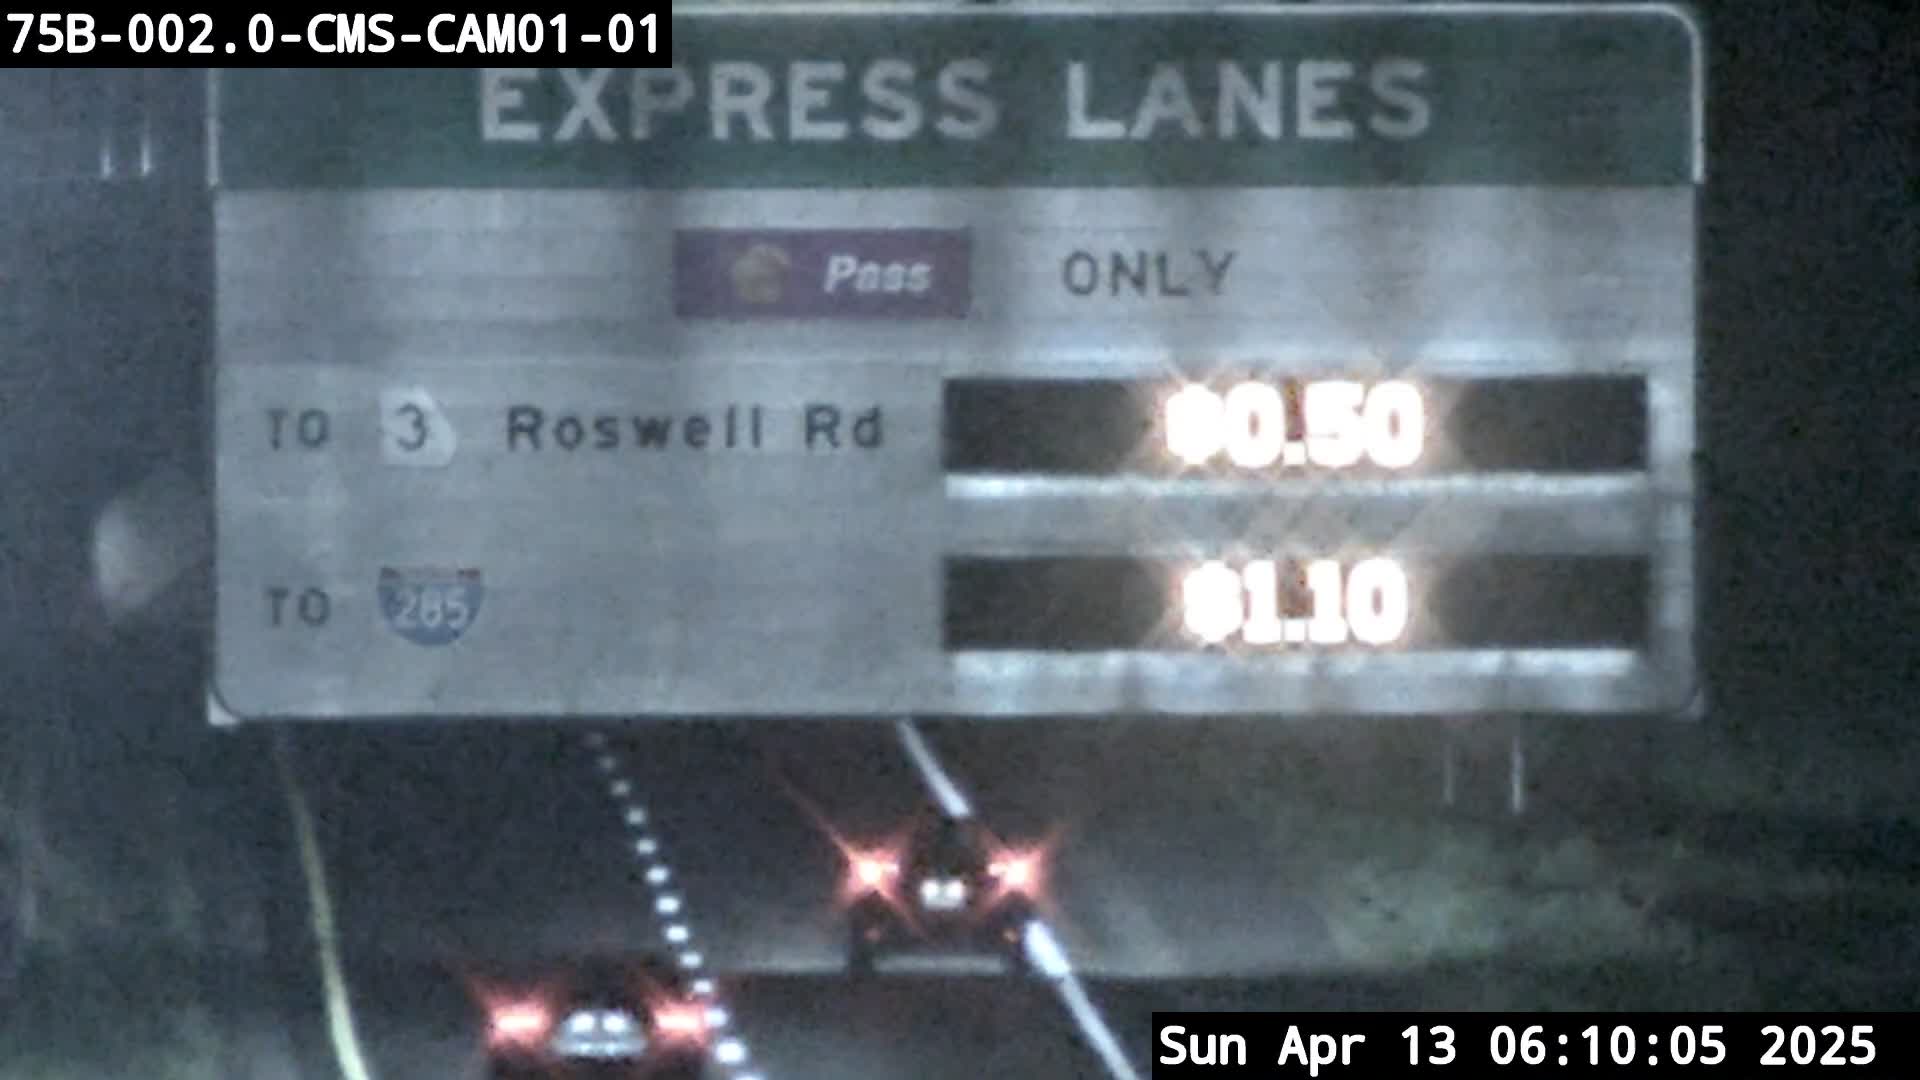 75B-002.0-CMS-CAM01-01
EXPRESS LANES
Pass ONLY
TO 3 Roswell Rd $0.50
TO 285 $1.10
Sun Apr 13 06:10:05 2025